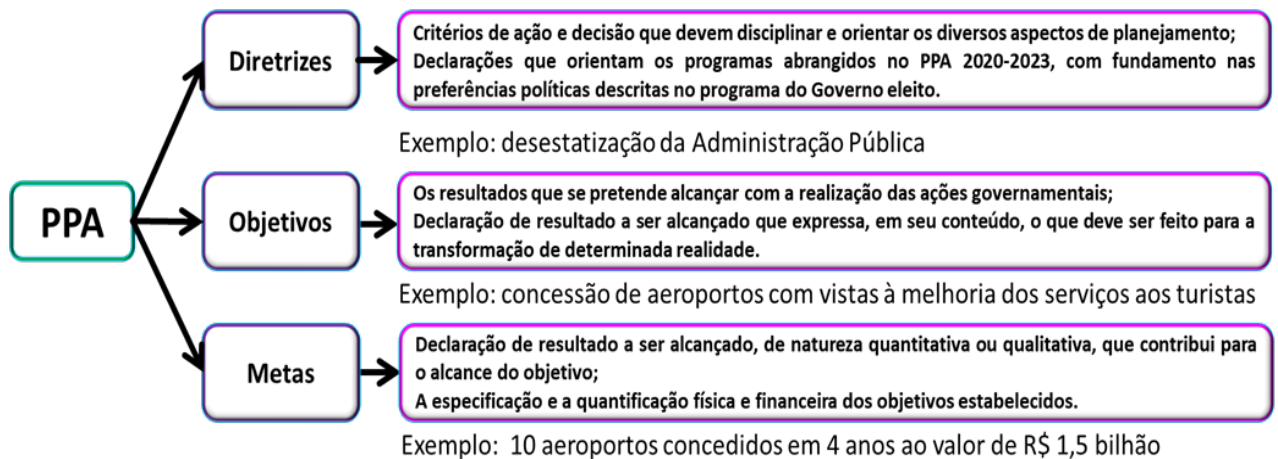 PPA
Diretrizes
Critérios de ação e decisão que devem disciplinar e orientar os diversos aspectos de planejamento;
Declarações que orientam os programas abrangidos no PPA 2020-2023, com fundamento nas
preferências políticas descritas no programa do Governo eleito.
Exemplo: desestatização da Administração Pública
Objetivos
Os resultados que se pretende alcançar com a realização das ações governamentais;
Declaração de resultado a ser alcançado que expressa, em seu conteúdo, o que deve ser feito para a
transformação de determinada realidade.
Exemplo: concessão de aeroportos com vistas à melhoria dos serviços aos turistas
Metas
Declaração de resultado a ser alcançado, de natureza quantitativa ou qualitativa, que contribui para
o alcance do objetivo;
A especificação e a quantificação física e financeira dos objetivos estabelecidos.
Exemplo: 10 aeroportos concedidos em 4 anos ao valor de R$ 1,5 bilhão